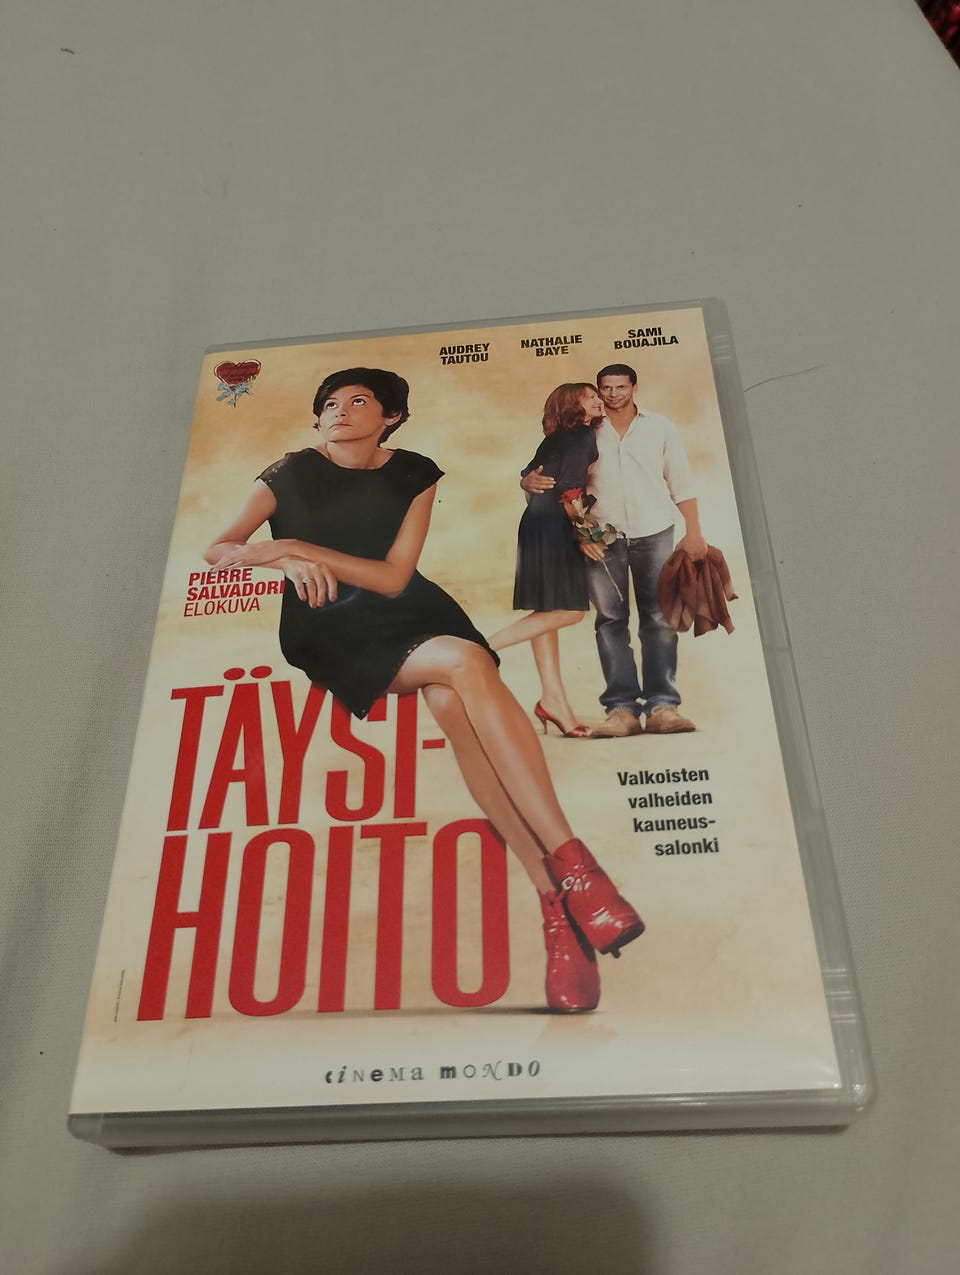 AUDREY
TAUTOU
NATHALIE
BAYE
SAMI
BOUAJILA
PIERRE
SALVADORI
ELOKUVA
TÄYSI-
HOITO
Valkoisten
valheiden
kauneus-
salonki
CINEMA MONDO